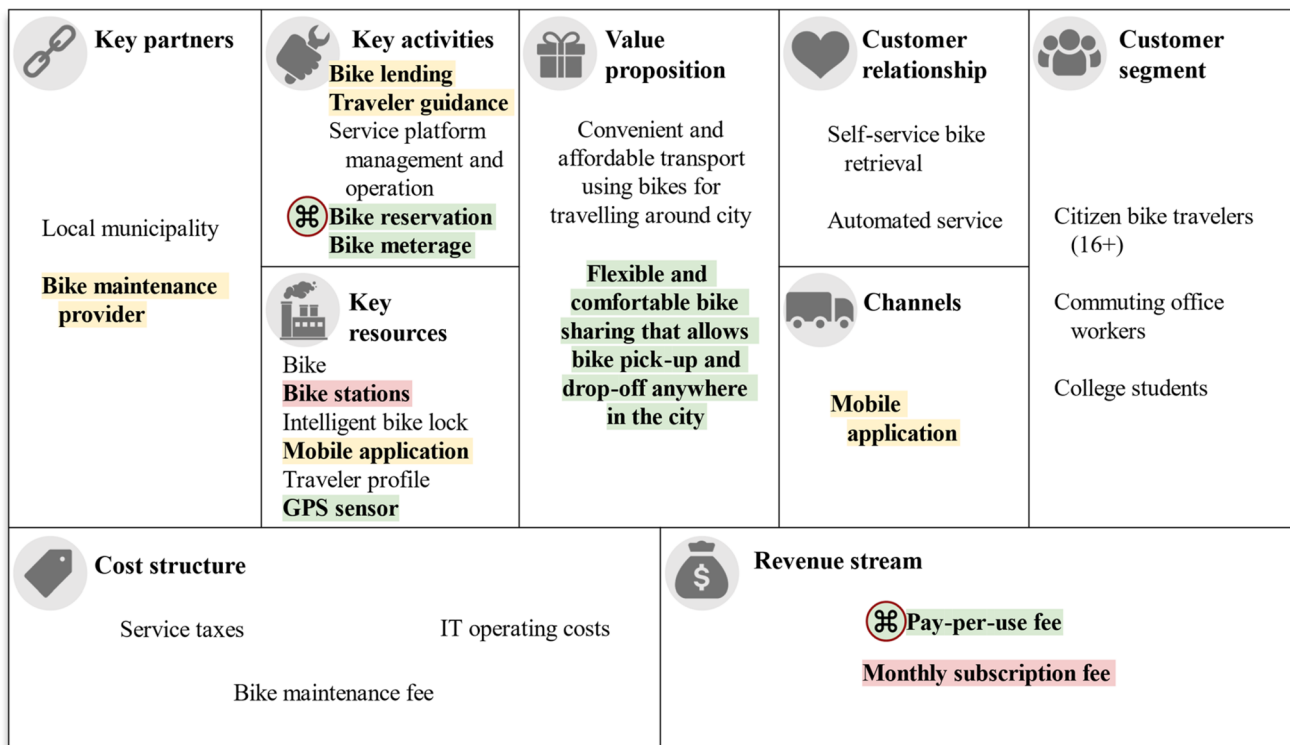 Key partners
Local municipality
Bike maintenance
provider
Key activities
Bike lending
Traveler guidance
Service platform
management and
operation
⌘ Bike reservation
Bike meterage
Key
resources
Bike
Bike stations
Intelligent bike lock
Mobile application
Traveler profile
GPS sensor
Value
proposition
Convenient and
affordable transport
using bikes for
travelling around city
Flexible and
comfortable bike
sharing that allows
bike pick-up and
drop-off anywhere
in the city
Customer
relationship
Self-service bike
retrieval
Automated service
Channels
Mobile
application
Customer
segment
Citizen bike travelers
(16+)
Commuting office
workers
College students
Cost structure
Service taxes
IT operating costs
Bike maintenance fee
$
Revenue stream
⌘ Pay-per-use fee
Monthly subscription fee